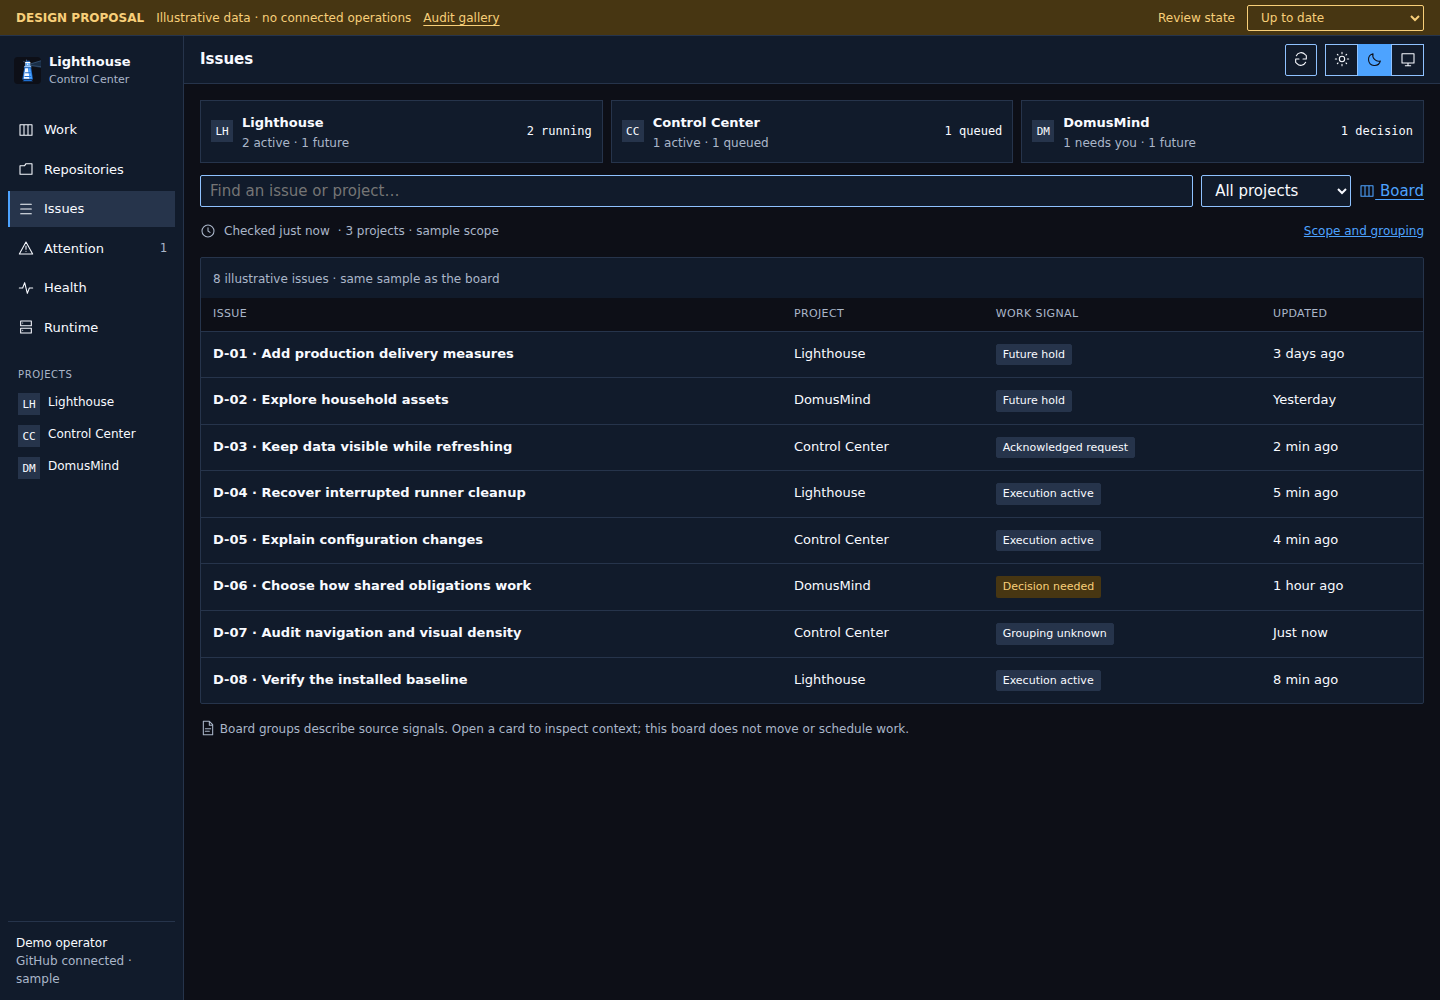 DESIGN PROPOSAL Illustrative data · no connected operations Audit gallery Review state Up to date
Lighthouse
Control Center
Work
Repositories
Issues
Attention 1
Health
Runtime
PROJECTS
LH Lighthouse
CC Control Center
DM DomusMind
Demo operator
GitHub connected ·
sample
Issues
LH Lighthouse 2 running
2 active · 1 future
CC Control Center 1 queued
1 active · 1 queued
DM DomusMind 1 decision
1 needs you · 1 future
Find an issue or project... All projects Board
Checked just now · 3 projects · sample scope Scope and grouping
8 illustrative issues · same sample as the board
ISSUE PROJECT WORK SIGNAL UPDATED
D-01 · Add production delivery measures Lighthouse Future hold 3 days ago
D-02 · Explore household assets DomusMind Future hold Yesterday
D-03 · Keep data visible while refreshing Control Center Acknowledged request 2 min ago
D-04 · Recover interrupted runner cleanup Lighthouse Execution active 5 min ago
D-05 · Explain configuration changes Control Center Execution active 4 min ago
D-06 · Choose how shared obligations work DomusMind Decision needed 1 hour ago
D-07 · Audit navigation and visual density Control Center Grouping unknown Just now
D-08 · Verify the installed baseline Lighthouse Execution active 8 min ago
Board groups describe source signals. Open a card to inspect context; this board does not move or schedule work.